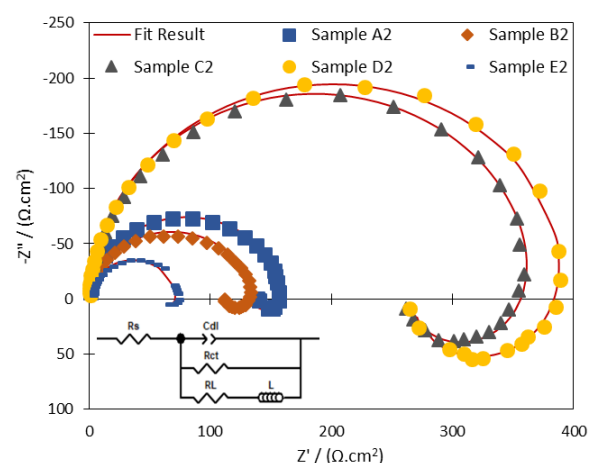 -250
Fit Result Sample A2 Sample B2
-200 Sample C2 Sample D2 Sample E2
-150
-100
-50
0
50
100
-Z" / (Ω.cm²)
Rs Cdl
Rct
RL L
0 100 200 300 400
Z' / (Ω.cm²)